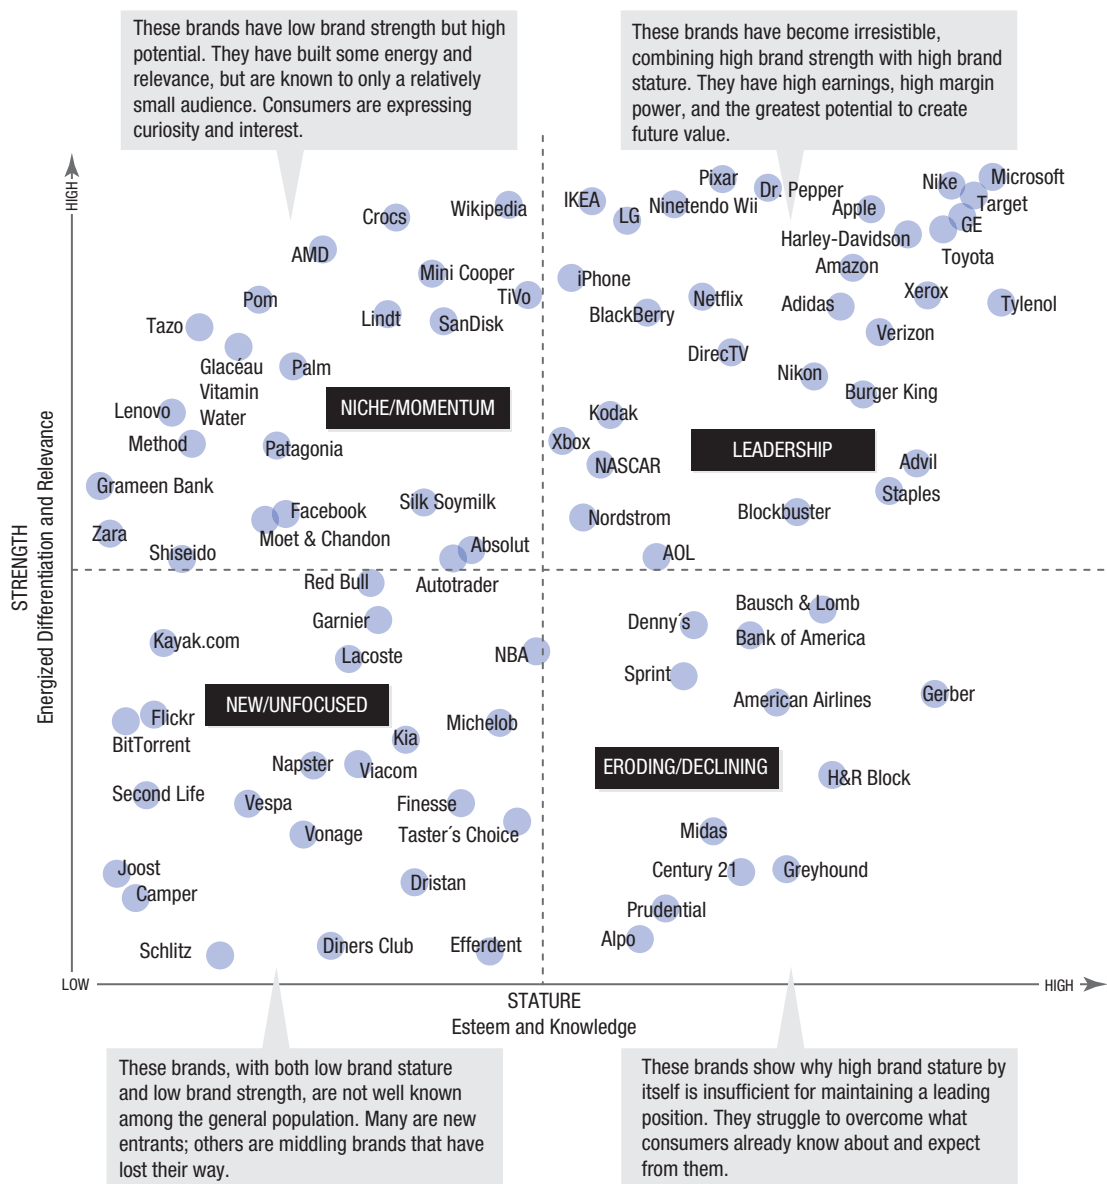 These brands have low brand strength but high
potential. They have built some energy and
relevance, but are known to only a relatively
small audience. Consumers are expressing
curiosity and interest.
These brands have become irresistible,
combining high brand strength with high brand
stature. They have high earnings, high margin
power, and the greatest potential to create
future value.
HIGH
STRENGTH
Energized Differentiation and Relevance
Crocs
Wikipedia
AMD
Mini Cooper
TiVo
Pom
Lindt
SanDisk
Tazo
Glacéau
Vitamin
Water
Palm
NICHE/MOMENTUM
Lenovo
Method
Patagonia
Grameen Bank
Silk Soymilk
Facebook
Moet & Chandon
Zara
Shiseido
Absolut
Autotrader
IKEA
LG
Pixar
Ninetendo Wii
Dr. Pepper
Apple
Nike
Microsoft
Target
GE
Harley-Davidson
Toyota
Amazon
iPhone
BlackBerry
Netflix
Adidas
Xerox
Tylenol
Verizon
DirecTV
Nikon
Burger King
Kodak
Xbox
NASCAR
LEADERSHIP
Advil
Staples
Nordstrom
Blockbuster
AOL
Red Bull
Garnier
Kayak.com
Lacoste
NBA
NEW/UNFOCUSED
Flickr
BitTorrent
Michelob
Kia
Napster
Viacom
Second Life
Vespa
Finesse
Vonage
Taster´s Choice
Joost
Camper
Dristan
Schlitz
Diners Club
Efferdent
Bausch & Lomb
Denny´s
Bank of America
Sprint
American Airlines
Gerber
ERODING/DECLINING
H&R Block
Midas
Century 21
Greyhound
Prudential
Alpo
LOW
HIGH
STATURE
Esteem and Knowledge
These brands, with both low brand stature
and low brand strength, are not well known
among the general population. Many are new
entrants; others are middling brands that have
lost their way.
These brands show why high brand stature by
itself is insufficient for maintaining a leading
position. They struggle to overcome what
consumers already know about and expect
from them.